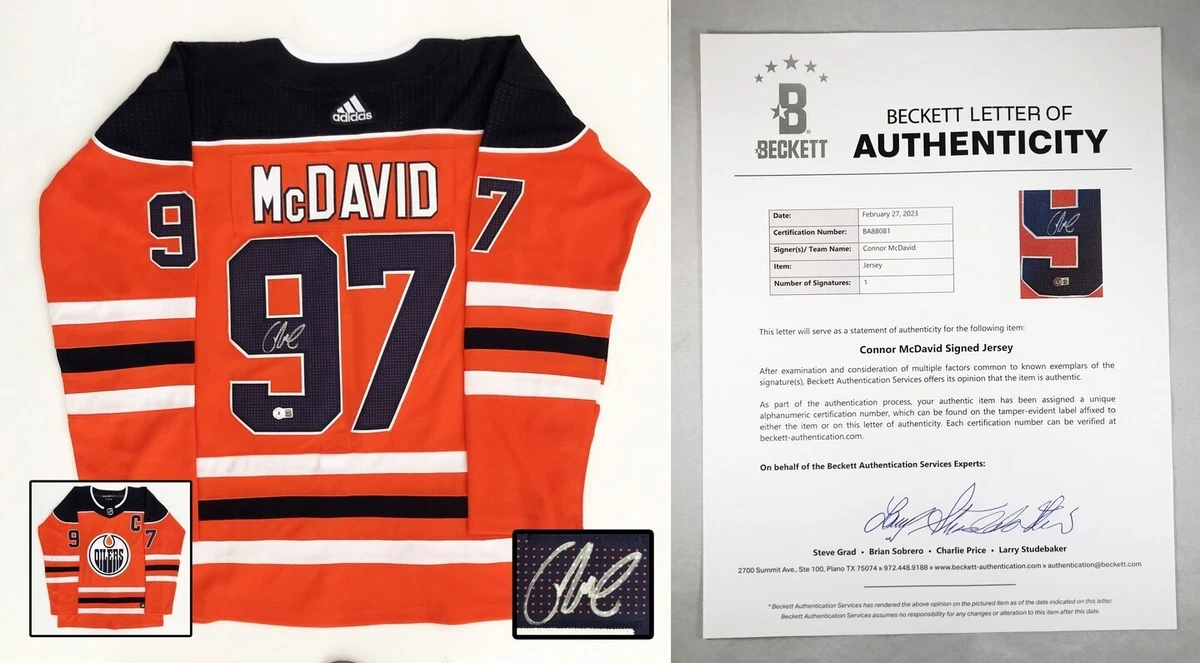 adidas
McDAVID
9
7
97
C
9
7
OILERS
BECKETT
BECKETT LETTER OF
AUTHENTICITY
Date: February 27, 2023
Certification Number: BA88081
Signer(s)/ Team Name: Connor McDavid
Item: Jersey
Number of Signatures: 1
This letter will serve as a statement of authenticity for the following item:
Connor McDavid Signed Jersey
After examination and consideration of multiple factors common to known exemplars of the
signature(s), Beckett Authentication Services offers its opinion that the item is authentic.
As part of the authentication process, your authentic item has been assigned a unique
alphanumeric certification number, which can be found on the tamper-evident label affixed to
either the item or on this letter of authenticity. Each certification number can be verified at
beckett-authentication.com.
On behalf of the Beckett Authentication Services Experts:
Steve Grad • Brian Sobrero • Charlie Price • Larry Studebaker
2700 Summit Ave., Ste 100, Plano TX 75074 » 972.448.9188 » www.beckett-authentication.com » authentication@beckett.com
* Beckett Authentication Services has rendered the above opinion on the pictured item as of the date indicated on this letter
Beckett Authentication Services assumes no responsibility for any changes or alteration to this item after this date.